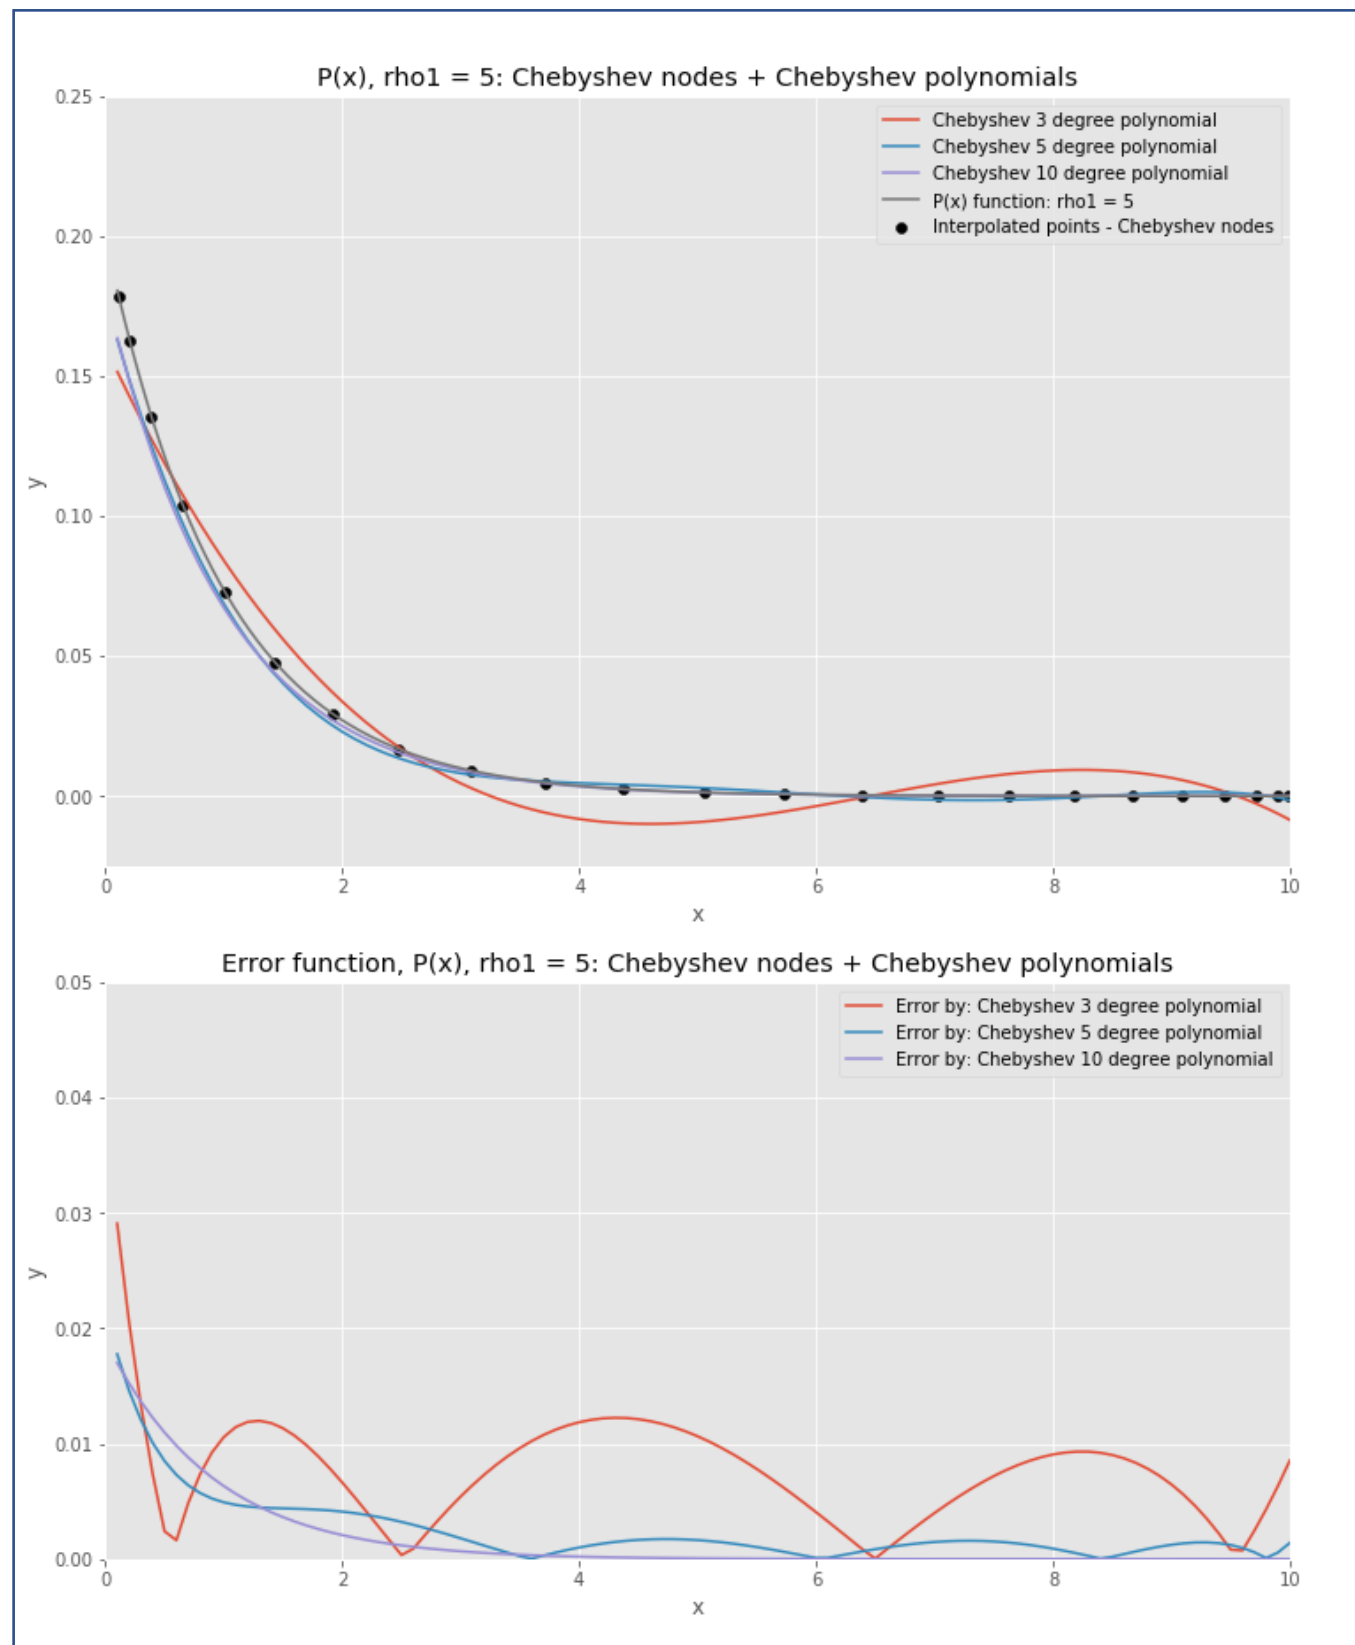 P(x), rho1 = 5: Chebyshev nodes + Chebyshev polynomials
0.25
0.20
0.15
0.10
0.05
0.00
y
Chebyshev 3 degree polynomial
Chebyshev 5 degree polynomial
Chebyshev 10 degree polynomial
P(x) function: rho1 = 5
Interpolated points - Chebyshev nodes
0 2 4 6 8 10
x
Error function, P(x), rho1 = 5: Chebyshev nodes + Chebyshev polynomials
0.05
0.04
0.03
0.02
0.01
0.00
y
Error by: Chebyshev 3 degree polynomial
Error by: Chebyshev 5 degree polynomial
Error by: Chebyshev 10 degree polynomial
0 2 4 6 8 10
x